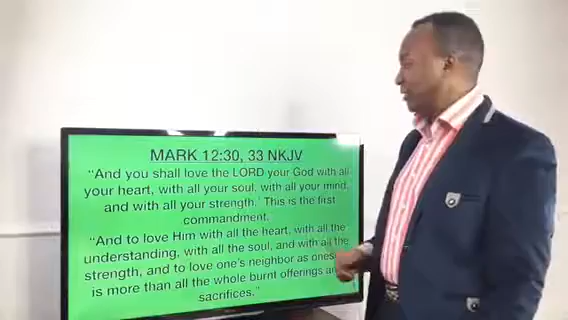 MARK 12:30, 33 NKJV
“And you shall love the LORD your God with all
your heart, with all your soul, with all your mind,
and with all your strength.’ This is the first
commandment.
“And to love Him with all the heart, with all the
understanding, with all the soul, and with all the
strength, and to love one’s neighbor as
is more than all the whole burnt offerings
sacrifices.”